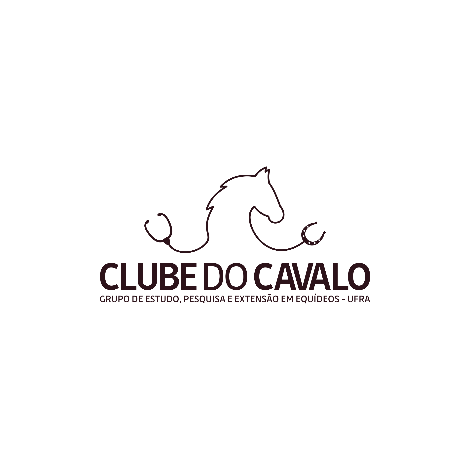 CLUBE DO CAVALO
GRUPO DE ESTUDO, PESQUISA E EXTENSÃO EM EQUÍDEOS - UFRA